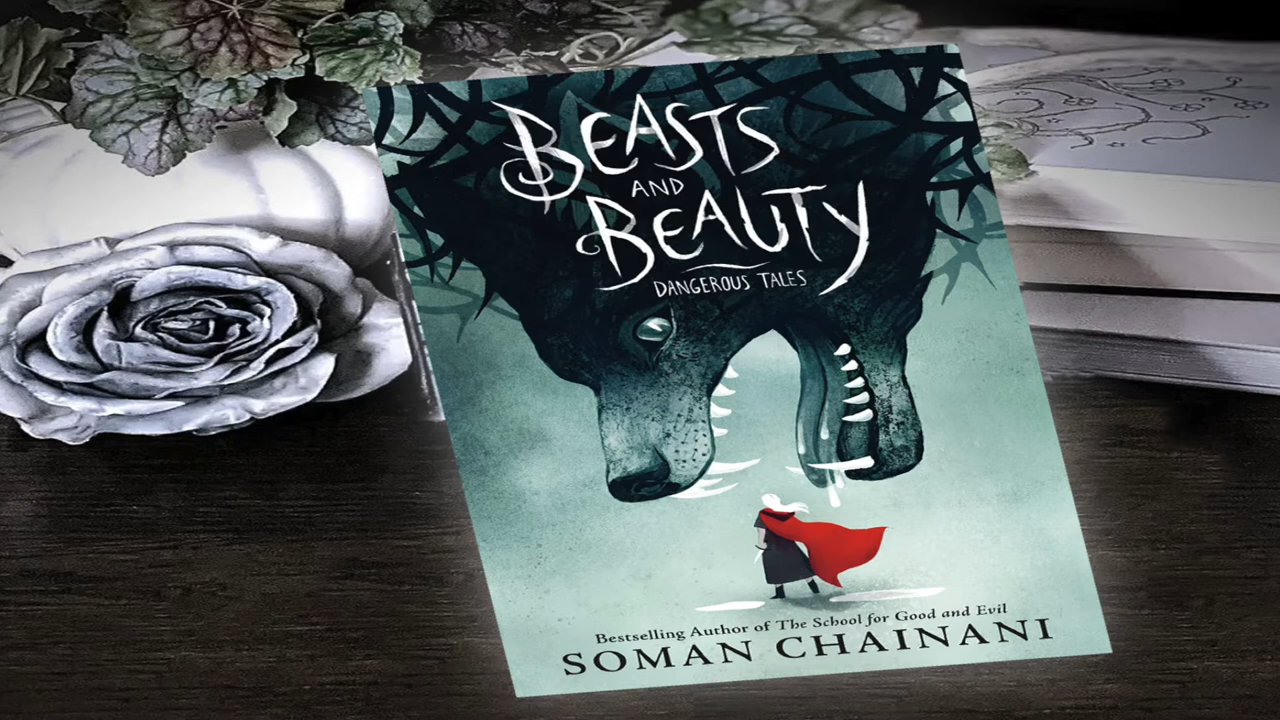 BEASTS
AND
BEAUTY
DANGEROUS TALES
Bestselling Author of The School for Good and Evil
SOMAN CHAINANI